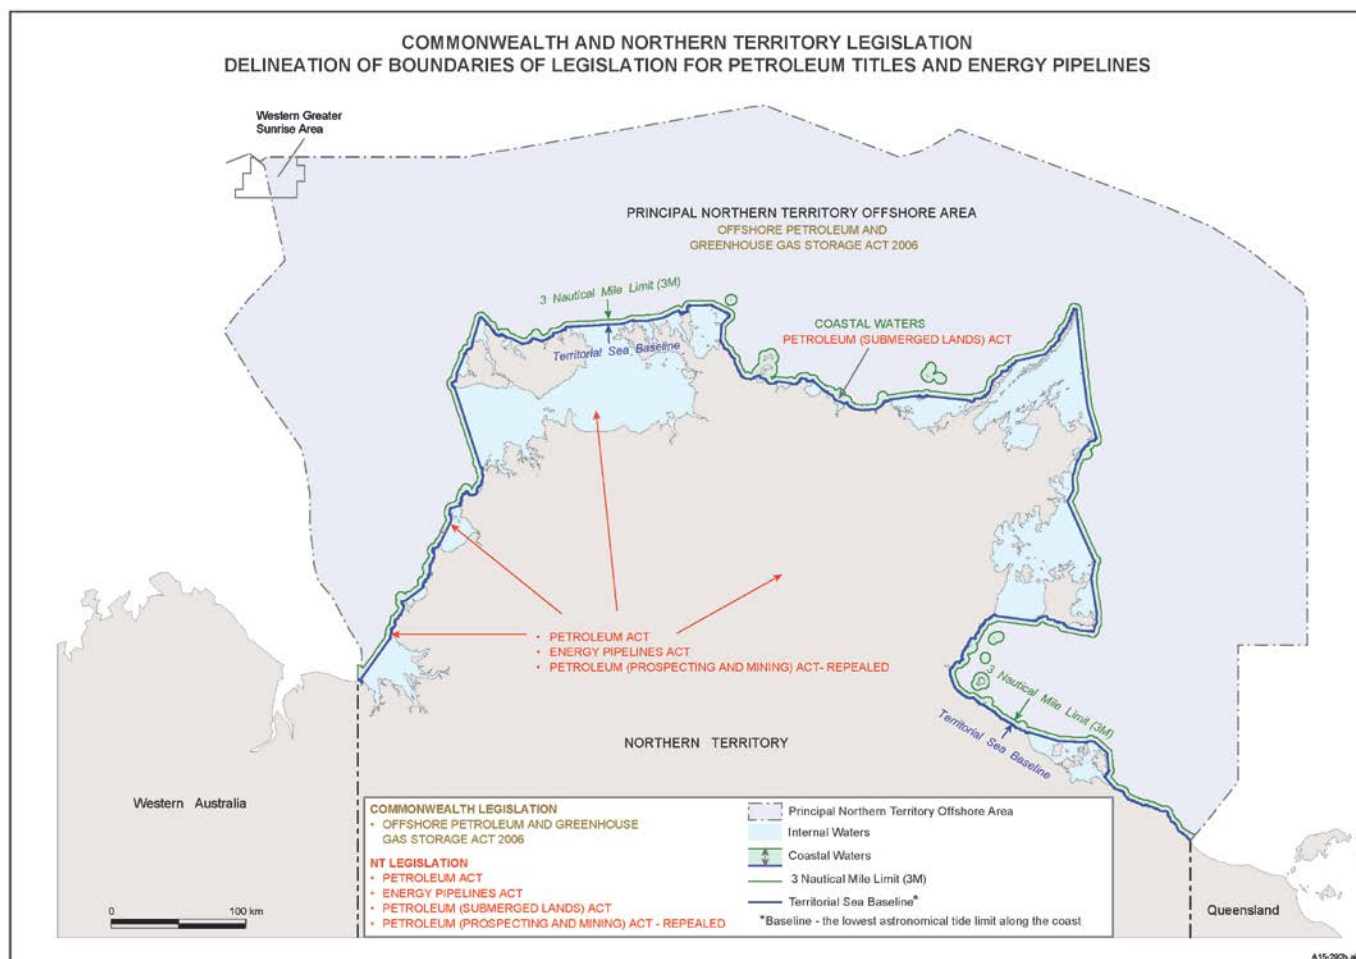 COMMONWEALTH AND NORTHERN TERRITORY LEGISLATION
DELINEATION OF BOUNDARIES OF LEGISLATION FOR PETROLEUM TITLES AND ENERGY PIPELINES
Western Greater
Sunrise Area
PRINCIPAL NORTHERN TERRITORY OFFSHORE AREA
OFFSHORE PETROLEUM AND
GREENHOUSE GAS STORAGE ACT 2006
3 Nautical Mile Limit (3M)
Territorial Sea Baseline
COASTAL WATERS
PETROLEUM (SUBMERGED LANDS) ACT
• PETROLEUM ACT
• ENERGY PIPELINES ACT
• PETROLEUM (PROSPECTING AND MINING) ACT- REPEALED
3 Nautical Mile Limit (3M)
Territorial Sea Baseline
NORTHERN TERRITORY
Western Australia
Queensland
0 100 km
COMMONWEALTH LEGISLATION
• OFFSHORE PETROLEUM AND GREENHOUSE
GAS STORAGE ACT 2006
NT LEGISLATION
• PETROLEUM ACT
• ENERGY PIPELINES ACT
• PETROLEUM (SUBMERGED LANDS) ACT
• PETROLEUM (PROSPECTING AND MINING) ACT - REPEALED
Principal Northern Territory Offshore Area
Internal Waters
Coastal Waters
3 Nautical Mile Limit (3M)
Territorial Sea Baseline*
*Baseline - the lowest astronomical tide limit along the coast